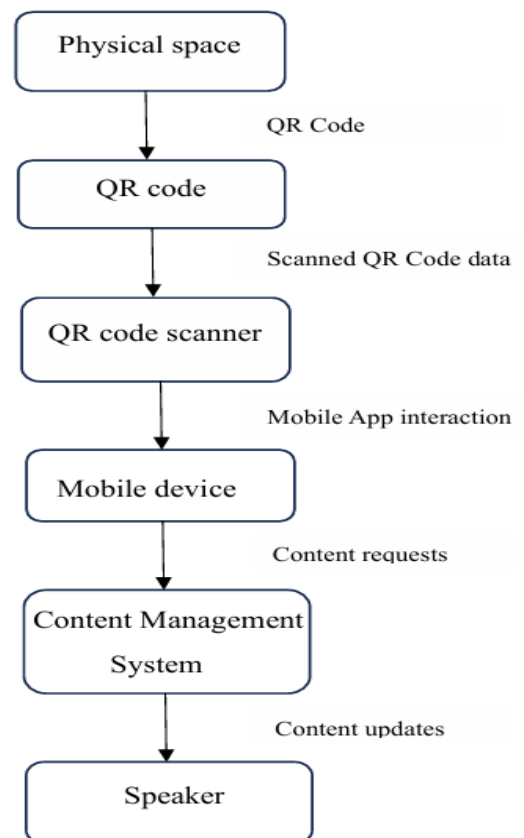 Physical space
QR Code
QR code
Scanned QR Code data
QR code scanner
Mobile App interaction
Mobile device
Content requests
Content Management
System
Content updates
Speaker